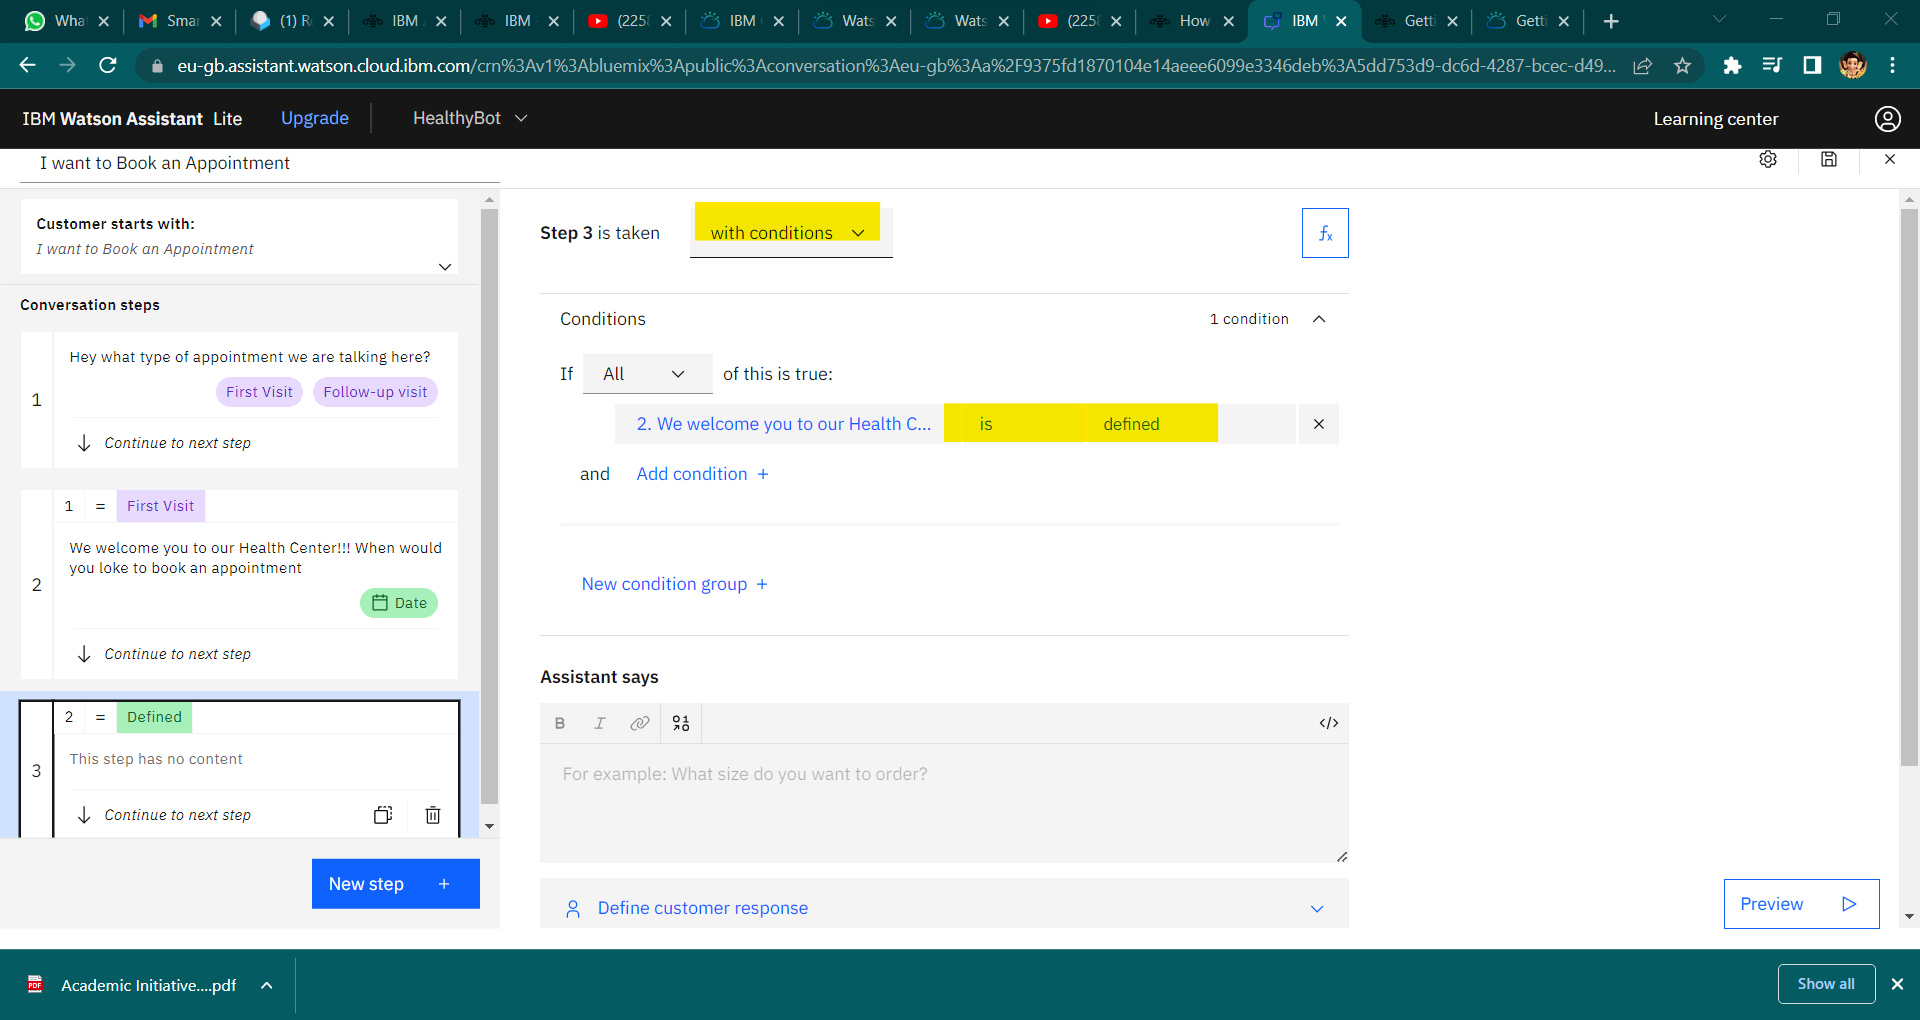 What
Smar
(1) R
IBM
IBM
(225
IBM
Wats
Wats
(225
How
IBM
Getti
Getti
eu-gb.assistant.watson.cloud.ibm.com/crn%3Av1%3Abluemix%3Apublic%3Aconversation%3Aeu-gb%3Aa%2F9375fd1870104e14aeee6099e3346deb%3A5dd753d9-dc6d-4287-bcec-d49...
IBM Watson Assistant Lite
Upgrade
HealthyBot
Learning center
I want to Book an Appointment
Customer starts with:
I want to Book an Appointment
Conversation steps
1
Hey what type of appointment we are talking here?
First Visit
Follow-up visit
Continue to next step
2
1 = First Visit
We welcome you to our Health Center!!! When would
you loke to book an appointment
Date
Continue to next step
3
2 = Defined
This step has no content
Continue to next step
New step +
Step 3 is taken with conditions
fx
Conditions
1 condition
If All of this is true:
2. We welcome you to our Health C... is defined
and Add condition +
New condition group +
Assistant says
B I </>
For example: What size do you want to order?
Define customer response
Preview
PDF
Academic Initiative....pdf
Show all